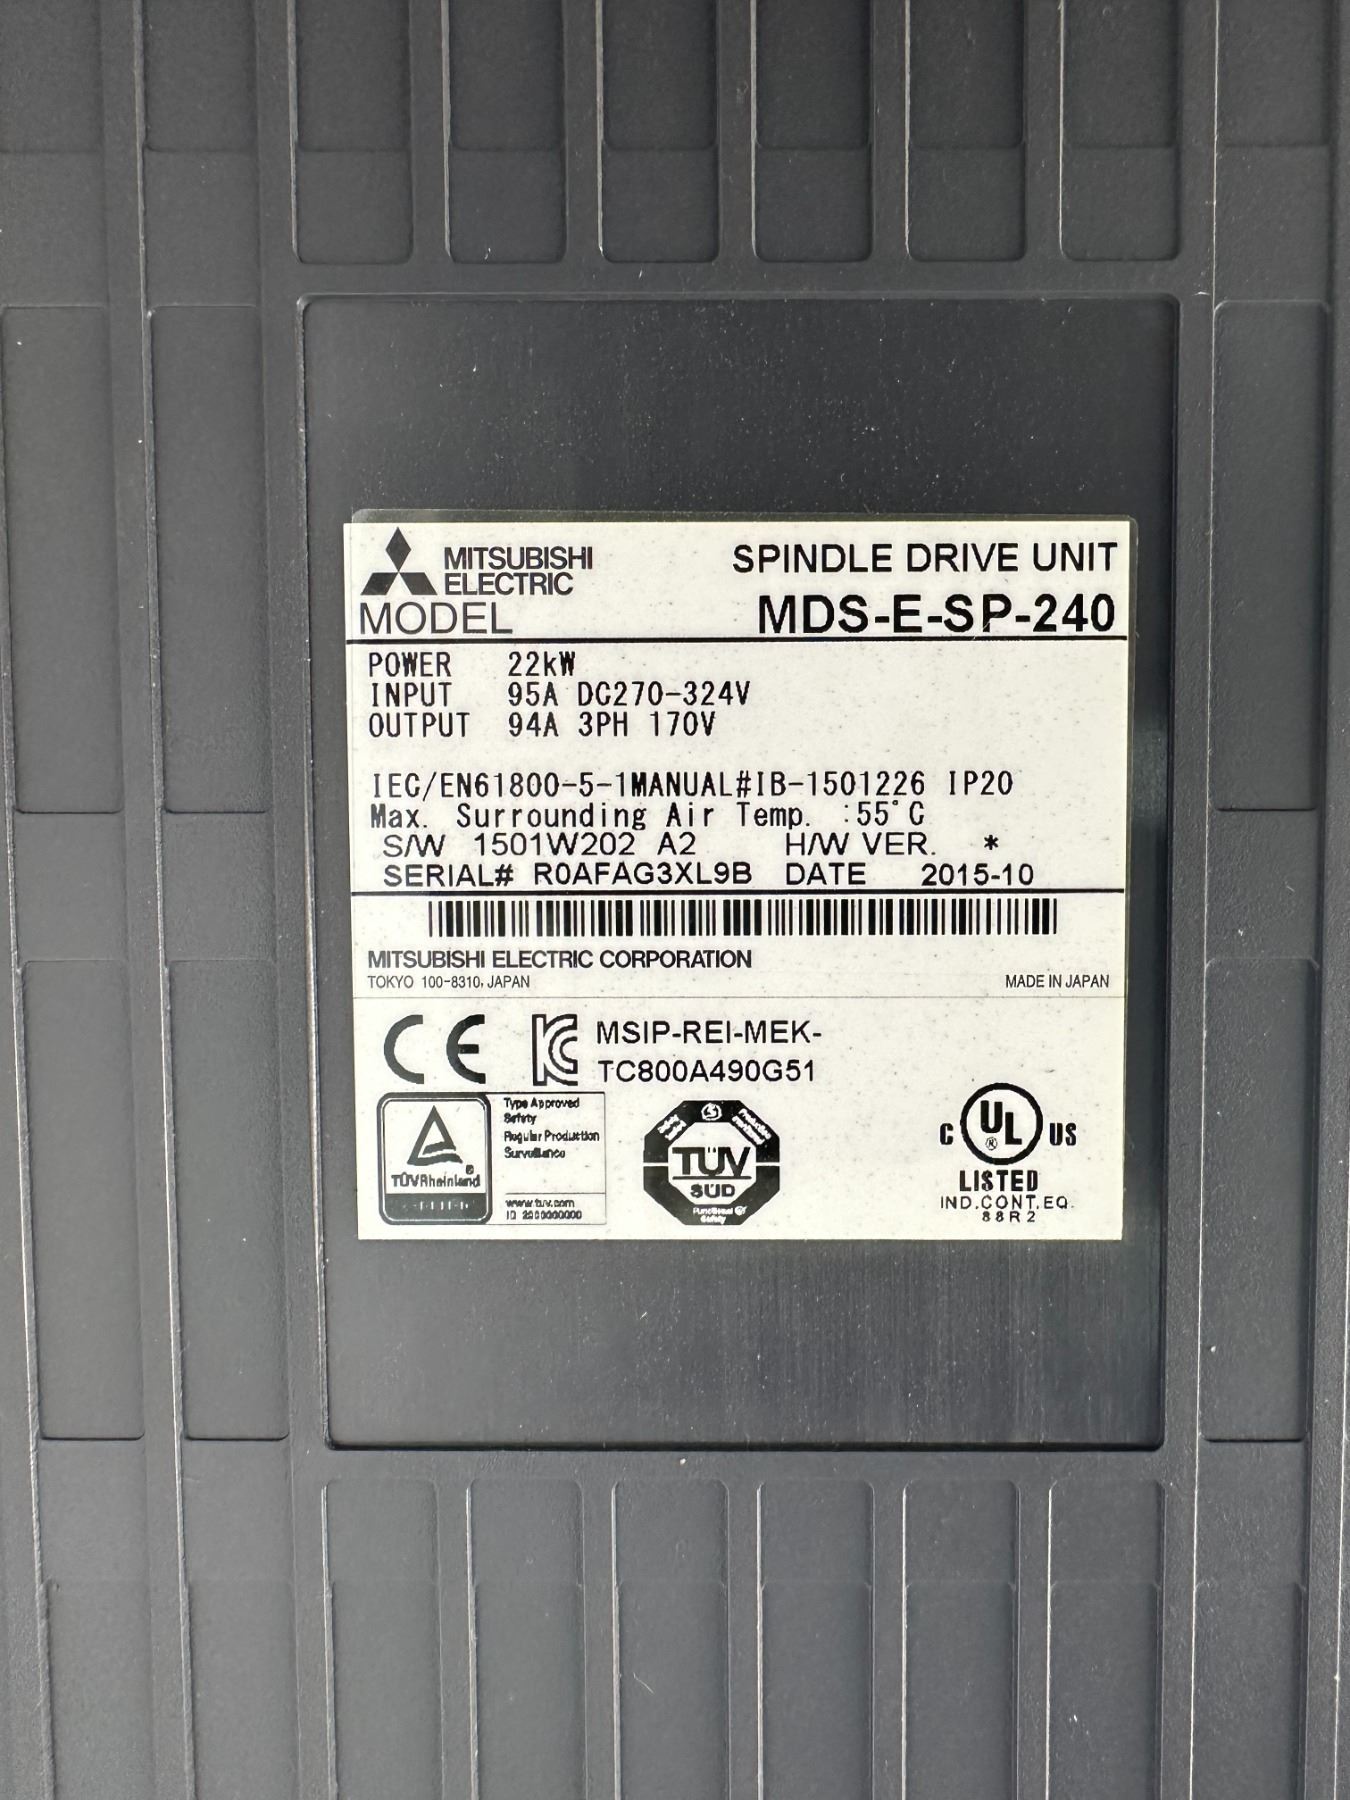 MITSUBISHI
ELECTRIC
SPINDLE DRIVE UNIT
MODEL MDS-E-SP-240
POWER 22kW
INPUT 95A DC270-324V
OUTPUT 94A 3PH 170V
IEC/EN61800-5-1MANUAL#IB-1501226 IP20
Max. Surrounding Air Temp. :55°C
S/W 1501W202 A2 H/W VER. *
SERIAL# R0AFAG3XL9B DATE 2015-10
MITSUBISHI ELECTRIC CORPORATION
TOKYO 100-8310, JAPAN MADE IN JAPAN
CE KC MSIP-REI-MEK-
TC800A490G51
TÜVRheinland
Type Approved
Safety
Regular Production
Surveillance
www.tuv.com
TÜV
SÜD
Functional
Safety
C UL ® US
LISTED
IND.CONT.EQ.
88R2